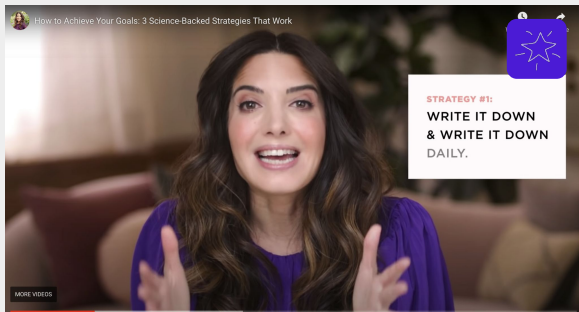 How to Achieve Your Goals: 3 Science-Backed Strategies That Work
STRATEGY #1:
WRITE IT DOWN
& WRITE IT DOWN
DAILY.
MORE VIDEOS